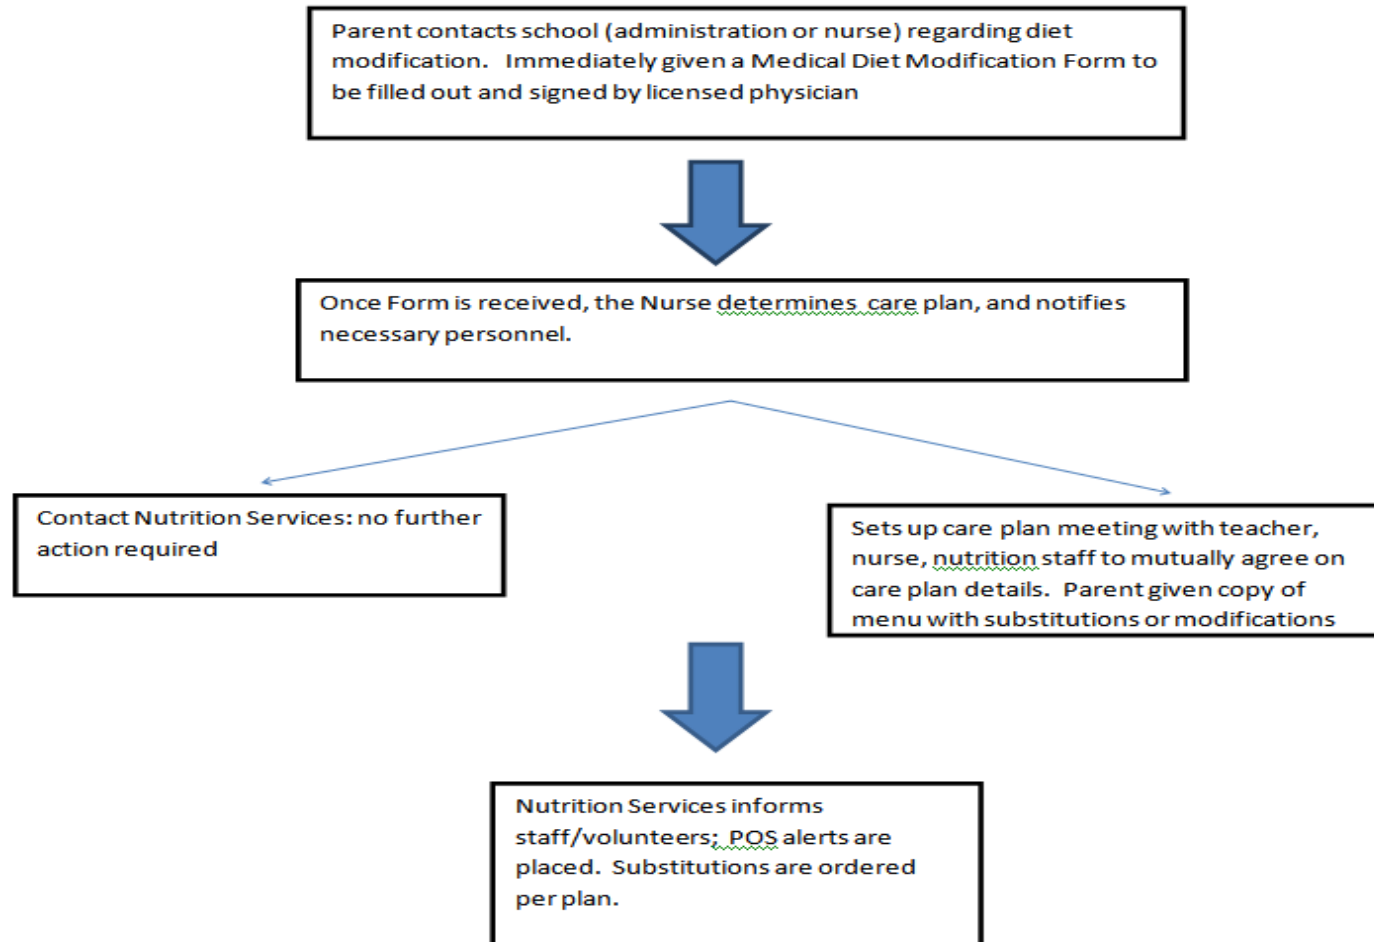 Parent contacts school (administration or nurse) regarding diet
modification.  Immediately given a Medical Diet Modification Form to
be filled out and signed by licensed physician
Once Form is received, the Nurse determines  care plan, and notifies
necessary personnel.
Contact Nutrition Services: no further
action required
Sets up care plan meeting with teacher,
nurse, nutrition staff to mutually agree on
care plan details.  Parent given copy of
menu with substitutions or modifications
Nutrition Services informs
staff/volunteers;  POS alerts are
placed.  Substitutions are ordered
per plan.